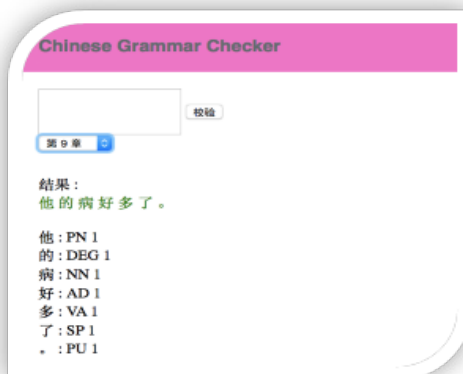 Chinese Grammar Checker
校验
第 9 章
结果：
他 的 病 好 多 了 。
他 : PN 1
的 : DEG 1
病 : NN 1
好 : AD 1
多 : VA 1
了 : SP 1
。 : PU 1